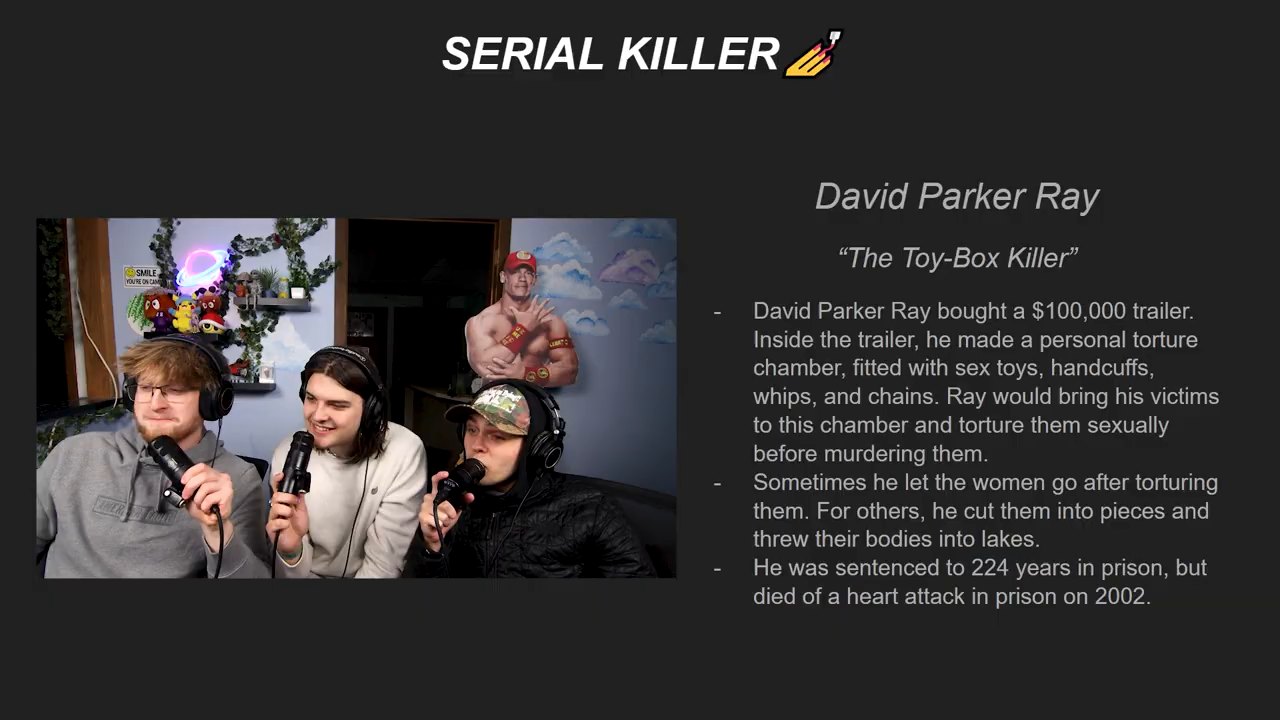 SERIAL KILLER💅
David Parker Ray
“The Toy-Box Killer”
- David Parker Ray bought a $100,000 trailer.
Inside the trailer, he made a personal torture
chamber, fitted with sex toys, handcuffs,
whips, and chains. Ray would bring his victims
to this chamber and torture them sexually
before murdering them.
- Sometimes he let the women go after torturing
them. For others, he cut them into pieces and
threw their bodies into lakes.
- He was sentenced to 224 years in prison, but
died of a heart attack in prison on 2002.
SMILE
YOU'RE ON CAM